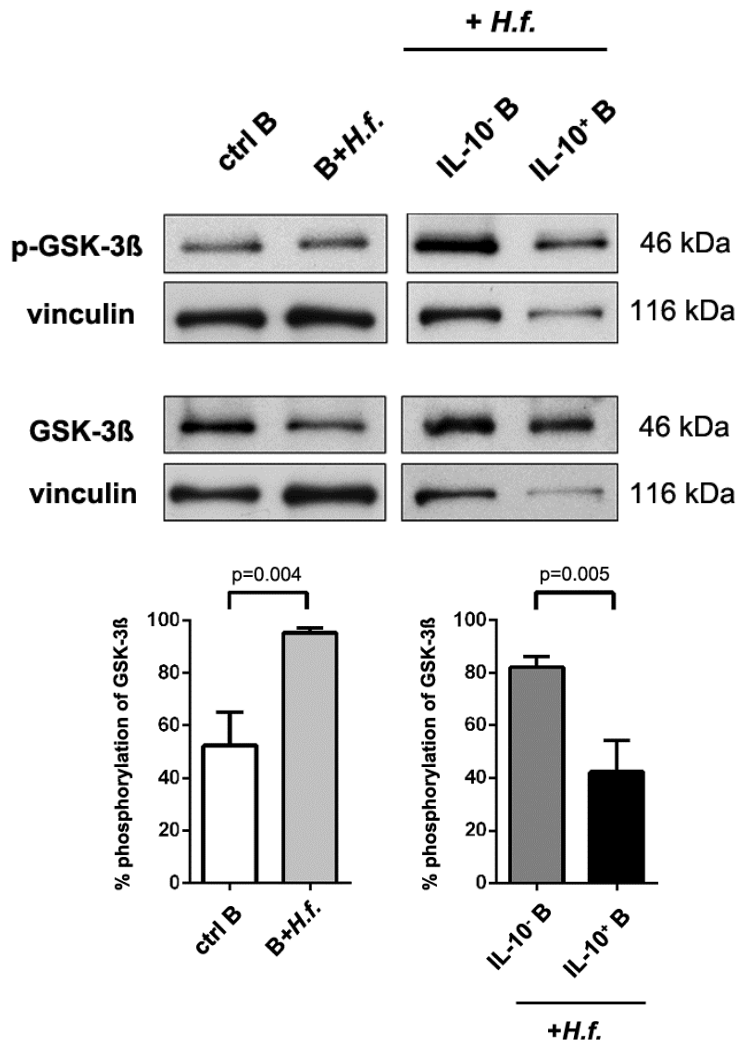 + H.f.
ctrl B
B+H.f.
IL-10⁻ B
IL-10⁺ B
p-GSK-3ß
46 kDa
vinculin
116 kDa
GSK-3ß
46 kDa
vinculin
116 kDa
p=0.004
% phosphorylation of GSK-3ß
100
80
60
40
20
0
ctrl B
B+H.f.
p=0.005
% phosphorylation of GSK-3ß
100
80
60
40
20
0
IL-10⁻ B
IL-10⁺ B
+H.f.